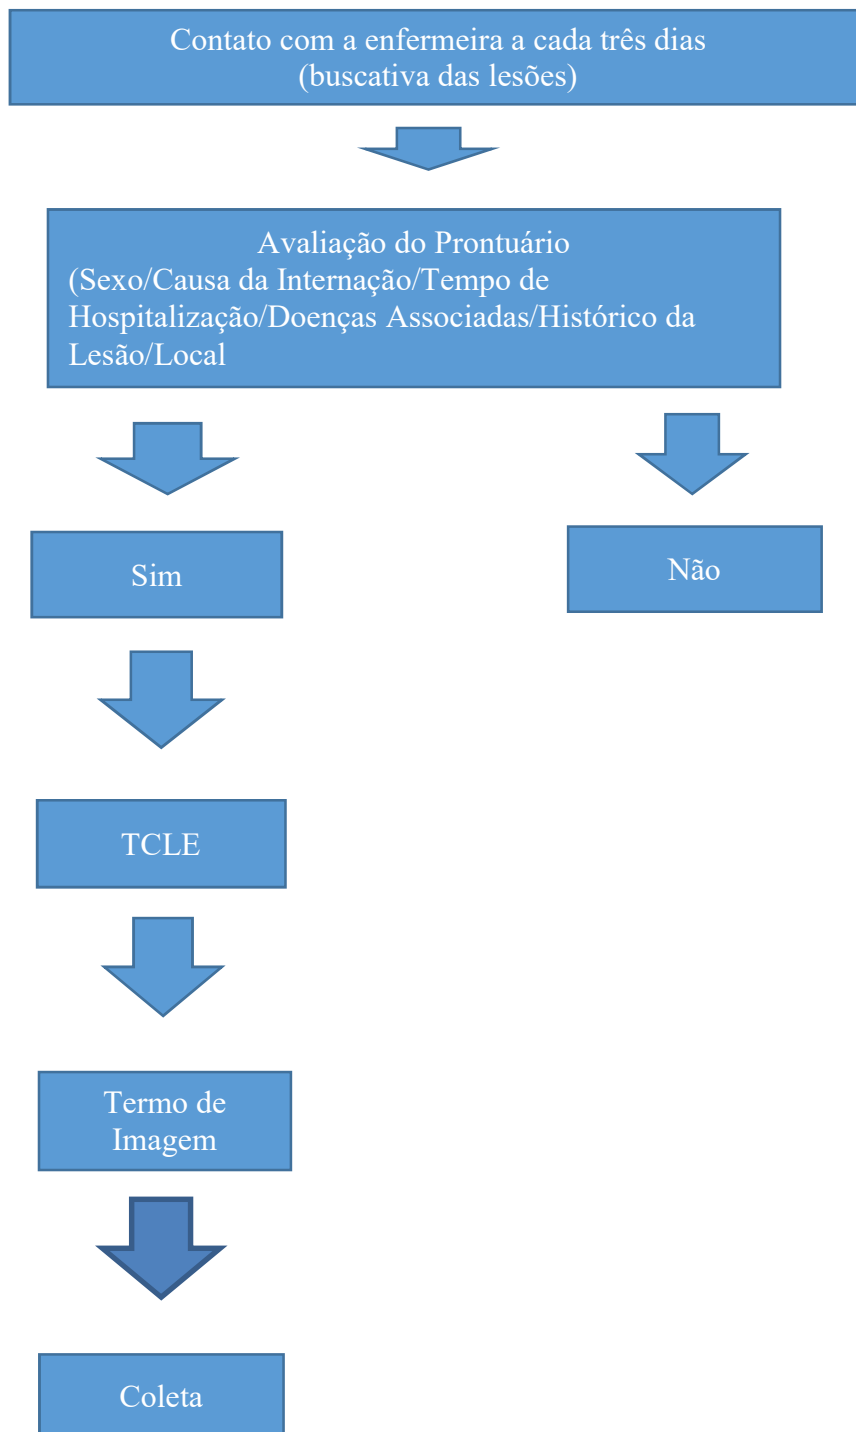 Contato com a enfermeira a cada três dias
(buscativa das lesões)
Avaliação do Prontuário
(Sexo/Causa da Internação/Tempo de
Hospitalização/Doenças Associadas/Histórico da
Lesão/Local
Sim
Não
TCLE
Termo de
Imagem
Coleta